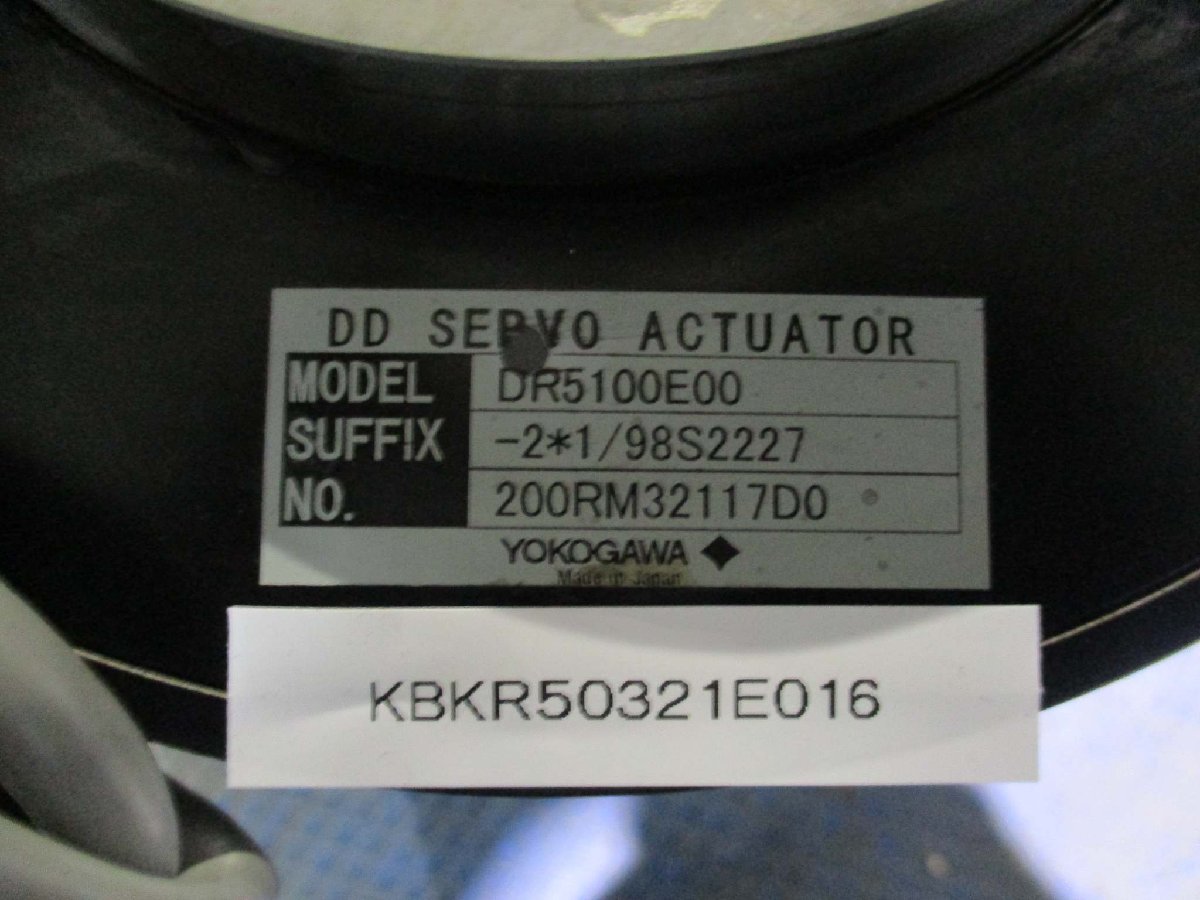 DD SERVO ACTUATOR
MODEL DR5100E00
SUFFIX -2*1/98S2227
NO. 200RM32117D0
YOKOGAWA
Made in Japan
KBKR50321E016